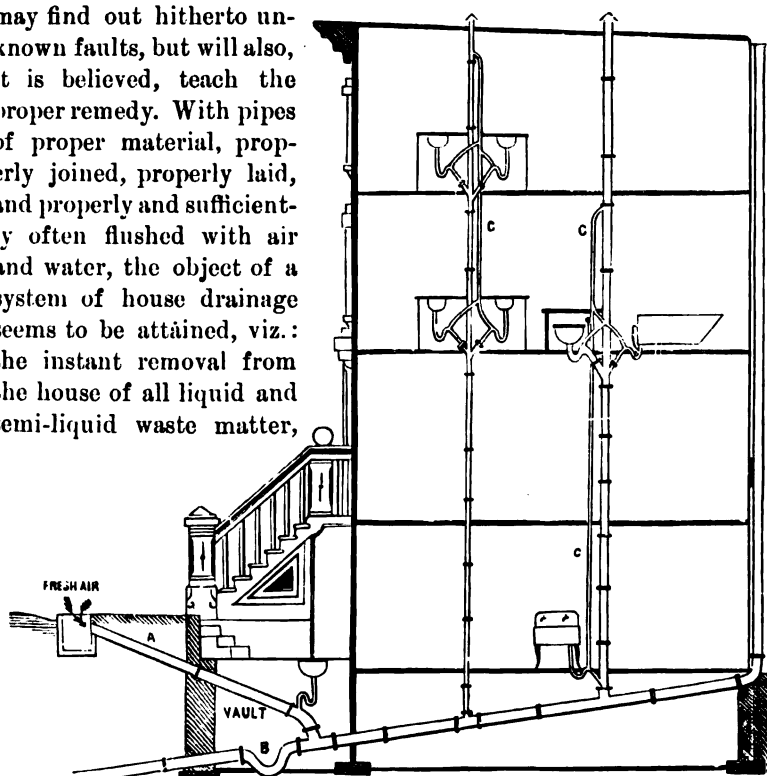 may find out hitherto un-
known faults, but will also,
t is believed, teach the
proper remedy. With pipes
of proper material, prop-
erly joined, properly laid,
and properly and sufficient-
y often flushed with air
and water, the object of a
system of house drainage
seems to be attained, viz.:
the instant removal from
the house of all liquid and
emi-liquid waste matter,
C
C
C
FRESH AIR
A
VAULT
B